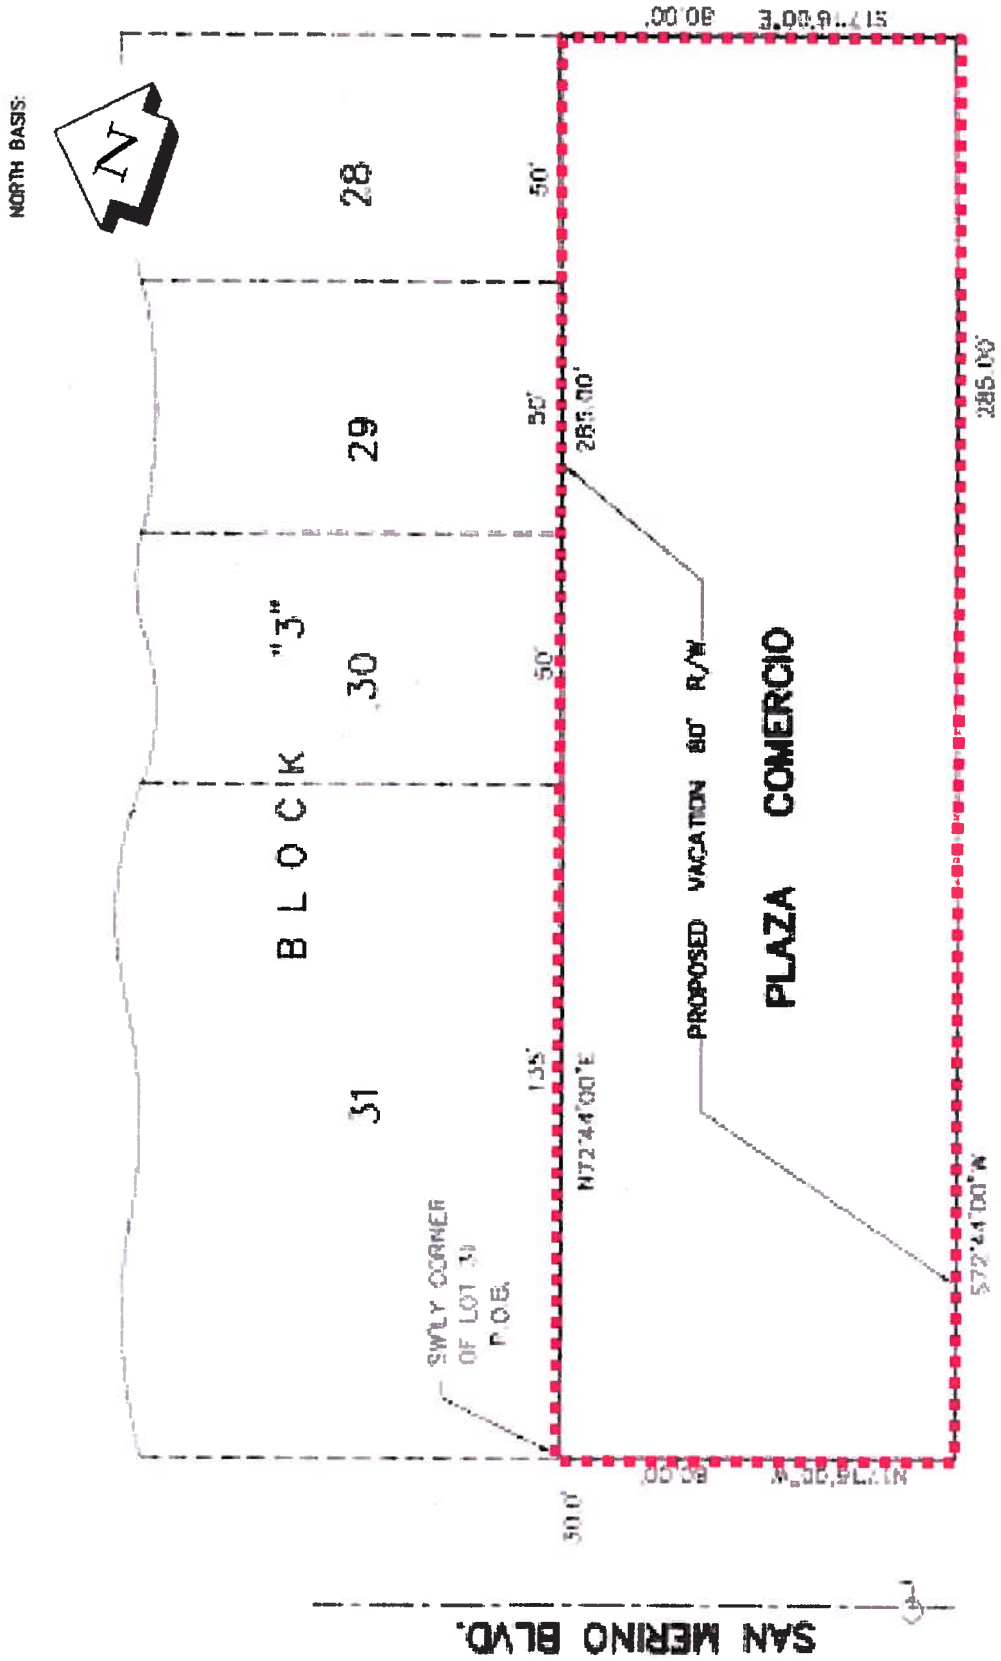 NORTH BASIS:
N
28
29
30
31
BLOCK "3"
50'
50'
50'
135'
285.00'
N72°44'00"E
S17°16'00"E
80.00'
SW'LY CORNER
OF LOT 31
P.O.B.
PROPOSED VACATION 80' R/W
PLAZA COMERCIO
S72°44'00"W
285.00'
N17°16'00"W
80.00'
30.0'
SAN MERINO BLVD.